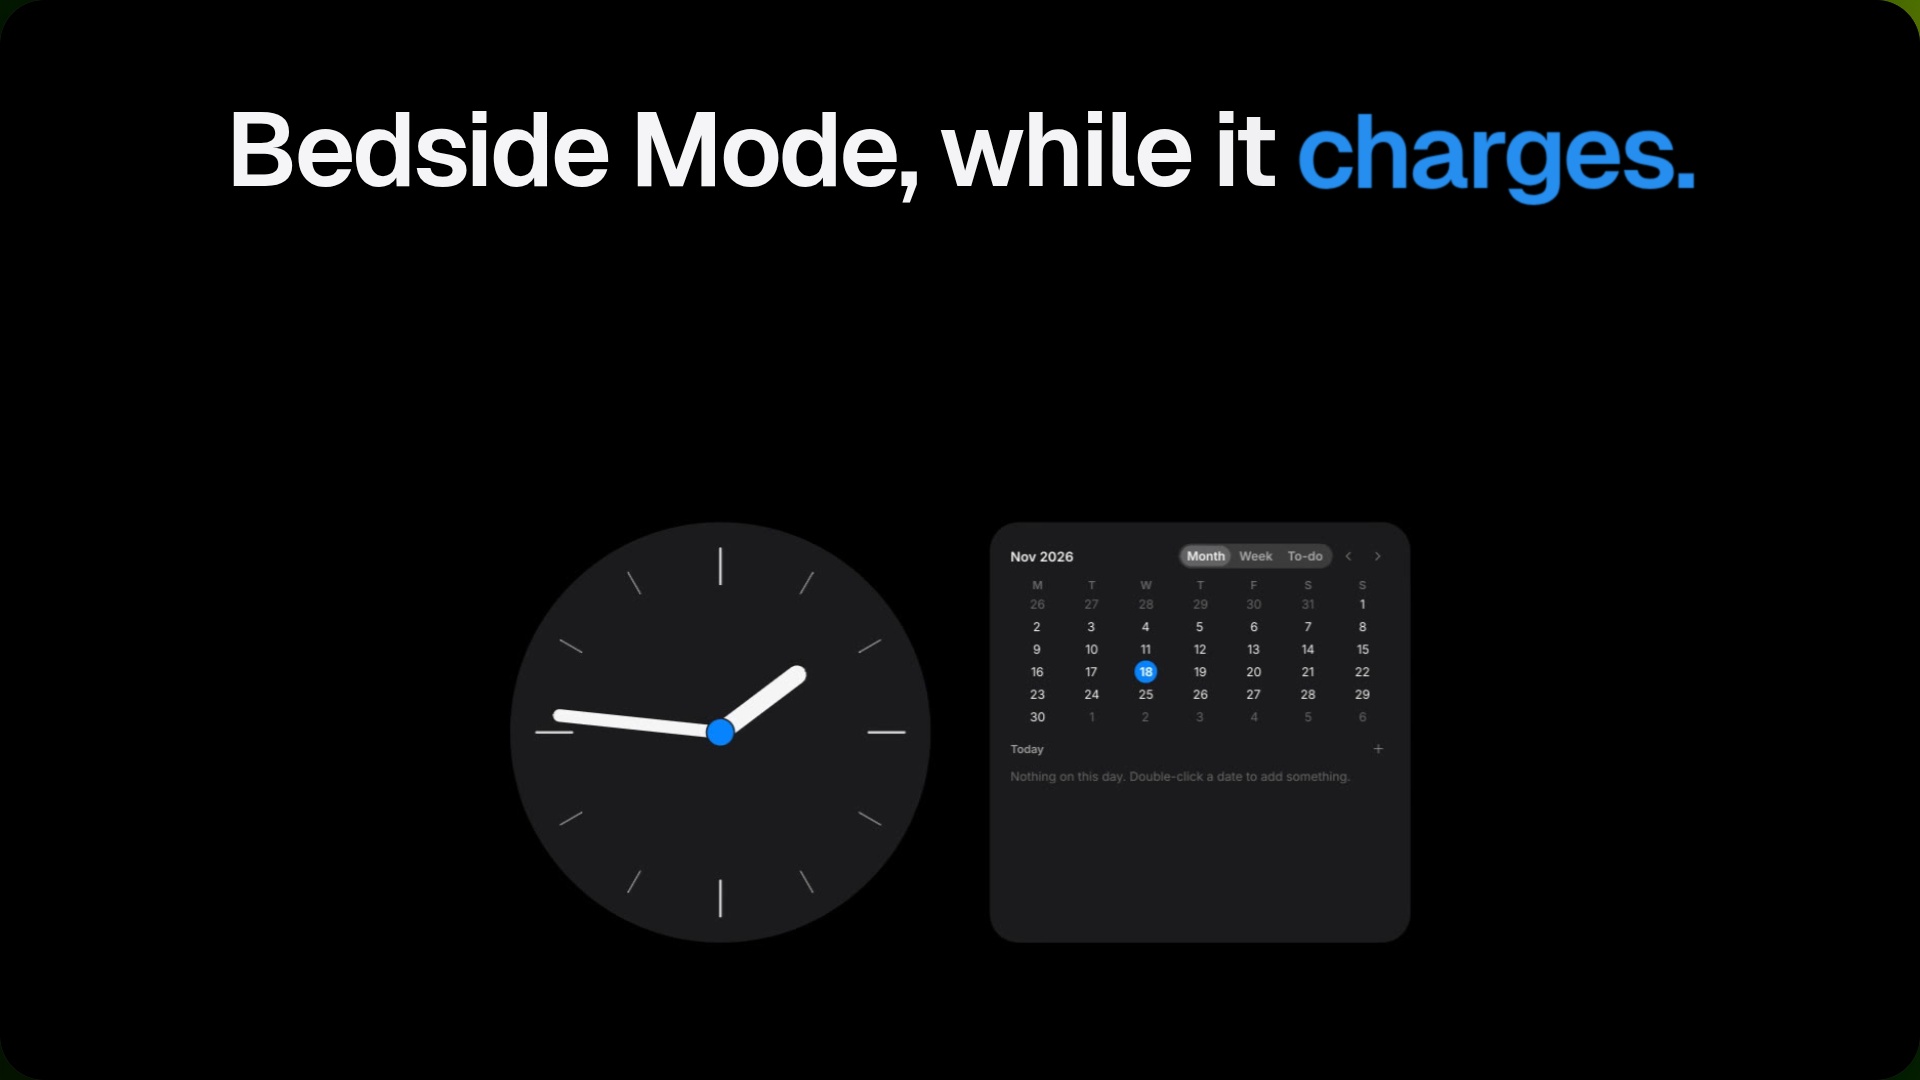 Bedside Mode, while it charges.
Nov 2026 Month Week To-do
M T W T F S S
26 27 28 29 30 31 1
2 3 4 5 6 7 8
9 10 11 12 13 14 15
16 17 18 19 20 21 22
23 24 25 26 27 28 29
30 1 2 3 4 5 6
Today +
Nothing on this day. Double-click a date to add something.